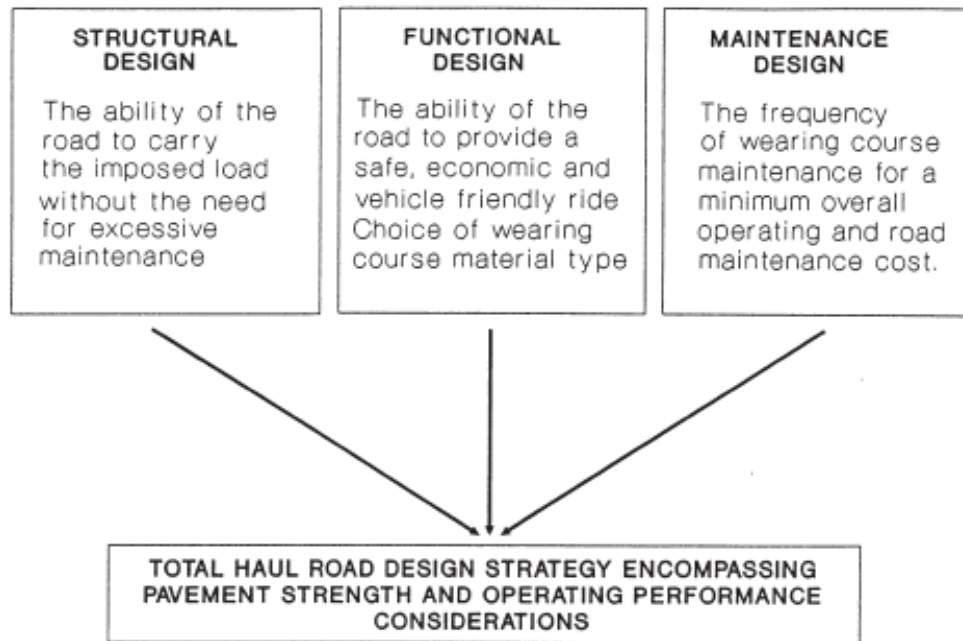 STRUCTURAL
DESIGN
The ability of the
road to carry
the imposed load
without the need
for excessive
maintenance
FUNCTIONAL
DESIGN
The ability of the
road to provide a
safe, economic and
vehicle friendly ride
Choice of wearing
course material type
MAINTENANCE
DESIGN
The frequency
of wearing course
maintenance for a
minimum overall
operating and road
maintenance cost.
TOTAL HAUL ROAD DESIGN STRATEGY ENCOMPASSING
PAVEMENT STRENGTH AND OPERATING PERFORMANCE
CONSIDERATIONS